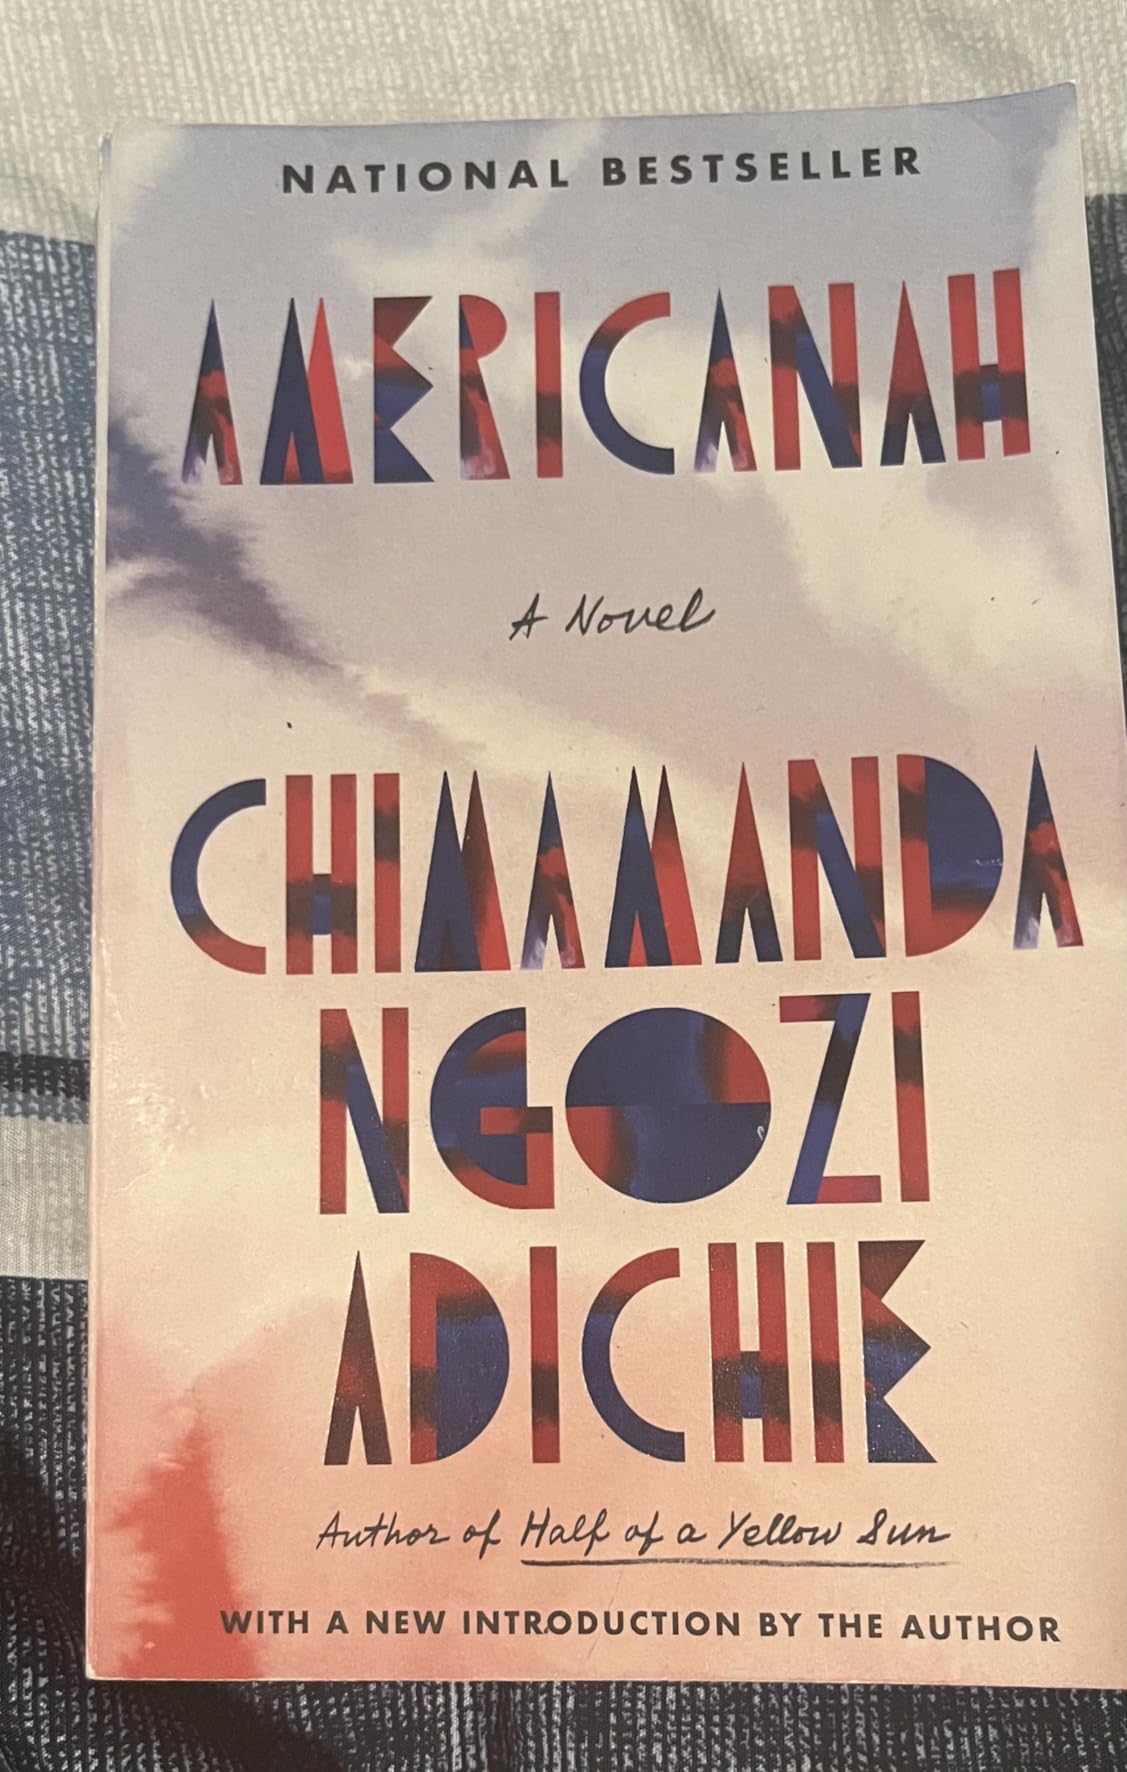 NATIONAL BESTSELLER
AMERICANAH
A Novel
CHIMAMANDA
NGOZI
ADICHIE
Author of Half of a Yellow Sun
WITH A NEW INTRODUCTION BY THE AUTHOR